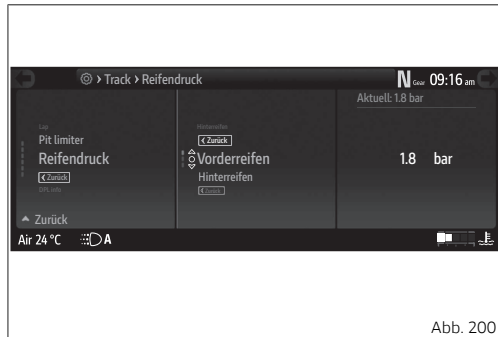 Track Reifendruck
N Gear 09:16 am
Aktuell: 1.8 bar
Lap
Pit limiter
Reifendruck
Zurück
DPL info
Zurück
Hinterreifen
Zurück
Vorderreifen
Hinterreifen
Zurück
1.8 bar
Air 24 °C A
Abb. 200